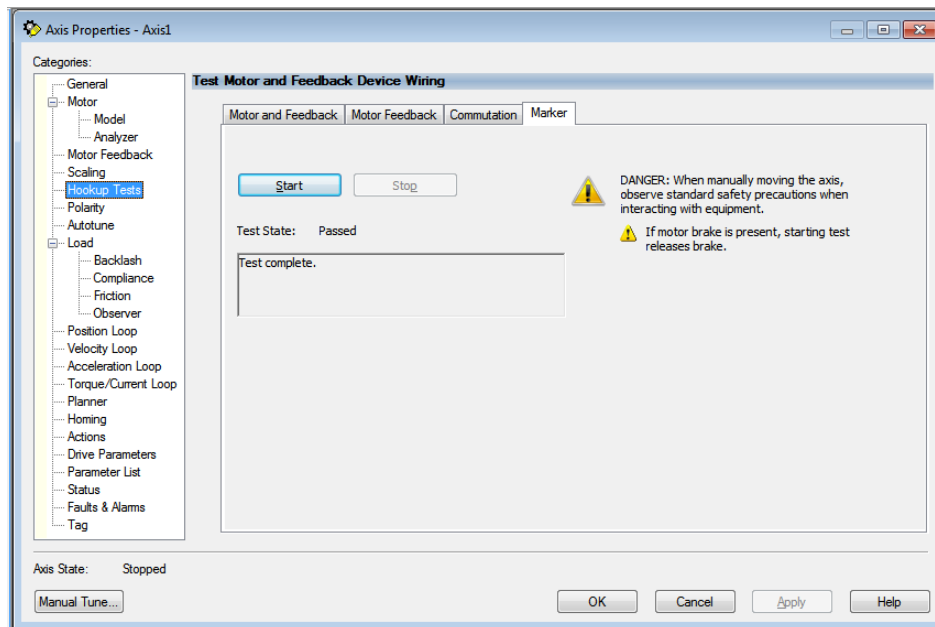 Axis Properties - Axis1
Categories:
General
Motor
Model
Analyzer
Motor Feedback
Scaling
Hookup Tests
Polarity
Autotune
Load
Backlash
Compliance
Friction
Observer
Position Loop
Velocity Loop
Acceleration Loop
Torque/Current Loop
Planner
Homing
Actions
Drive Parameters
Parameter List
Status
Faults & Alarms
Tag
Test Motor and Feedback Device Wiring
Motor and Feedback Motor Feedback Commutation Marker
Start Stop
DANGER: When manually moving the axis,
observe standard safety precautions when
interacting with equipment.
If motor brake is present, starting test
releases brake.
Test State: Passed
Test complete.
Axis State: Stopped
Manual Tune... OK Cancel Apply Help